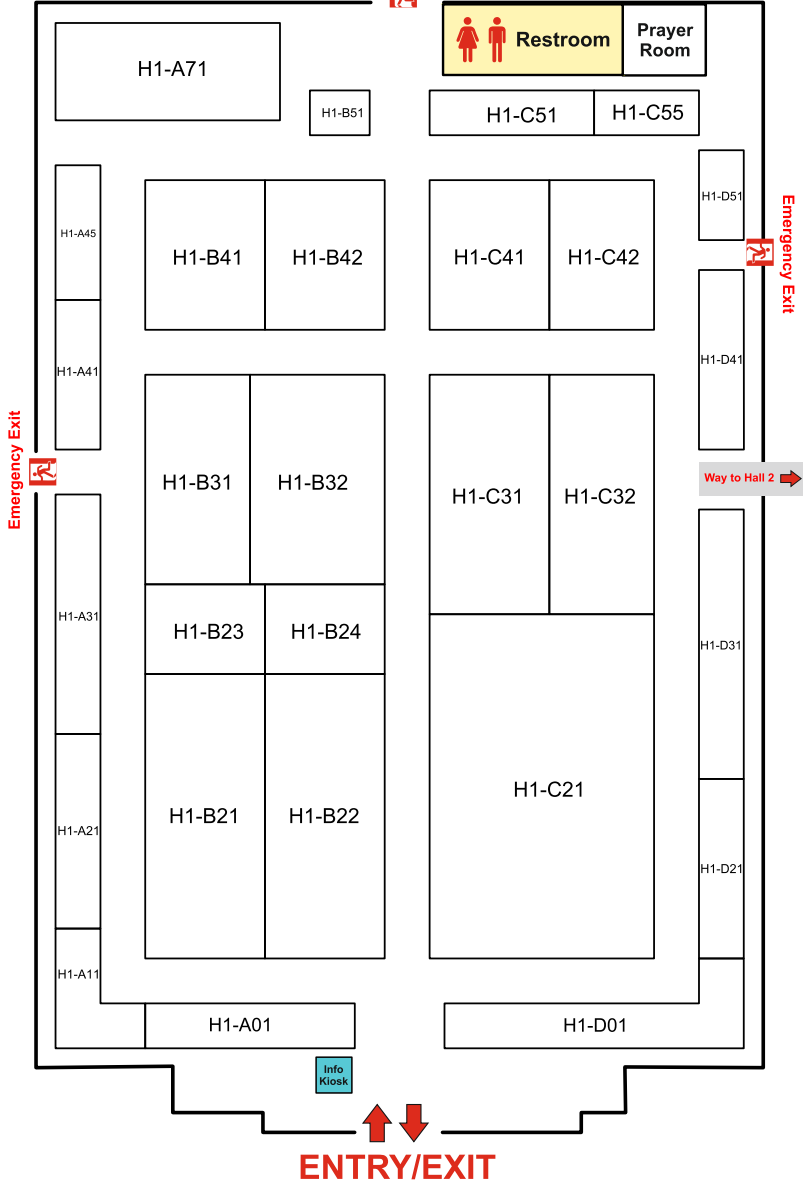 Restroom
Prayer
Room
H1-A71
H1-B51
H1-C51
H1-C55
H1-D51
H1-A45
H1-B41
H1-B42
H1-C41
H1-C42
Emergency Exit
H1-A41
H1-D41
Emergency Exit
H1-B31
H1-B32
H1-C31
H1-C32
Way to Hall 2
H1-A31
H1-B23
H1-B24
H1-D31
H1-A21
H1-B21
H1-B22
H1-C21
H1-D21
H1-A11
H1-A01
H1-D01
Info
Kiosk
ENTRY/EXIT